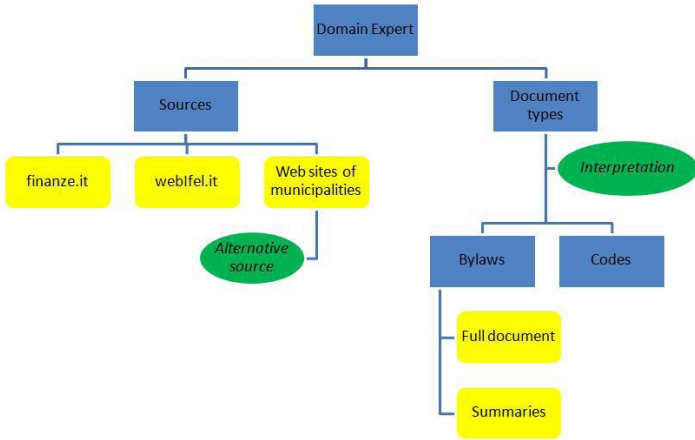 Domain Expert
Sources
Document
types
finanze.it
webIfel.it
Web sites of
municipalities
Interpretation
Alternative
source
Bylaws
Codes
Full document
Summaries